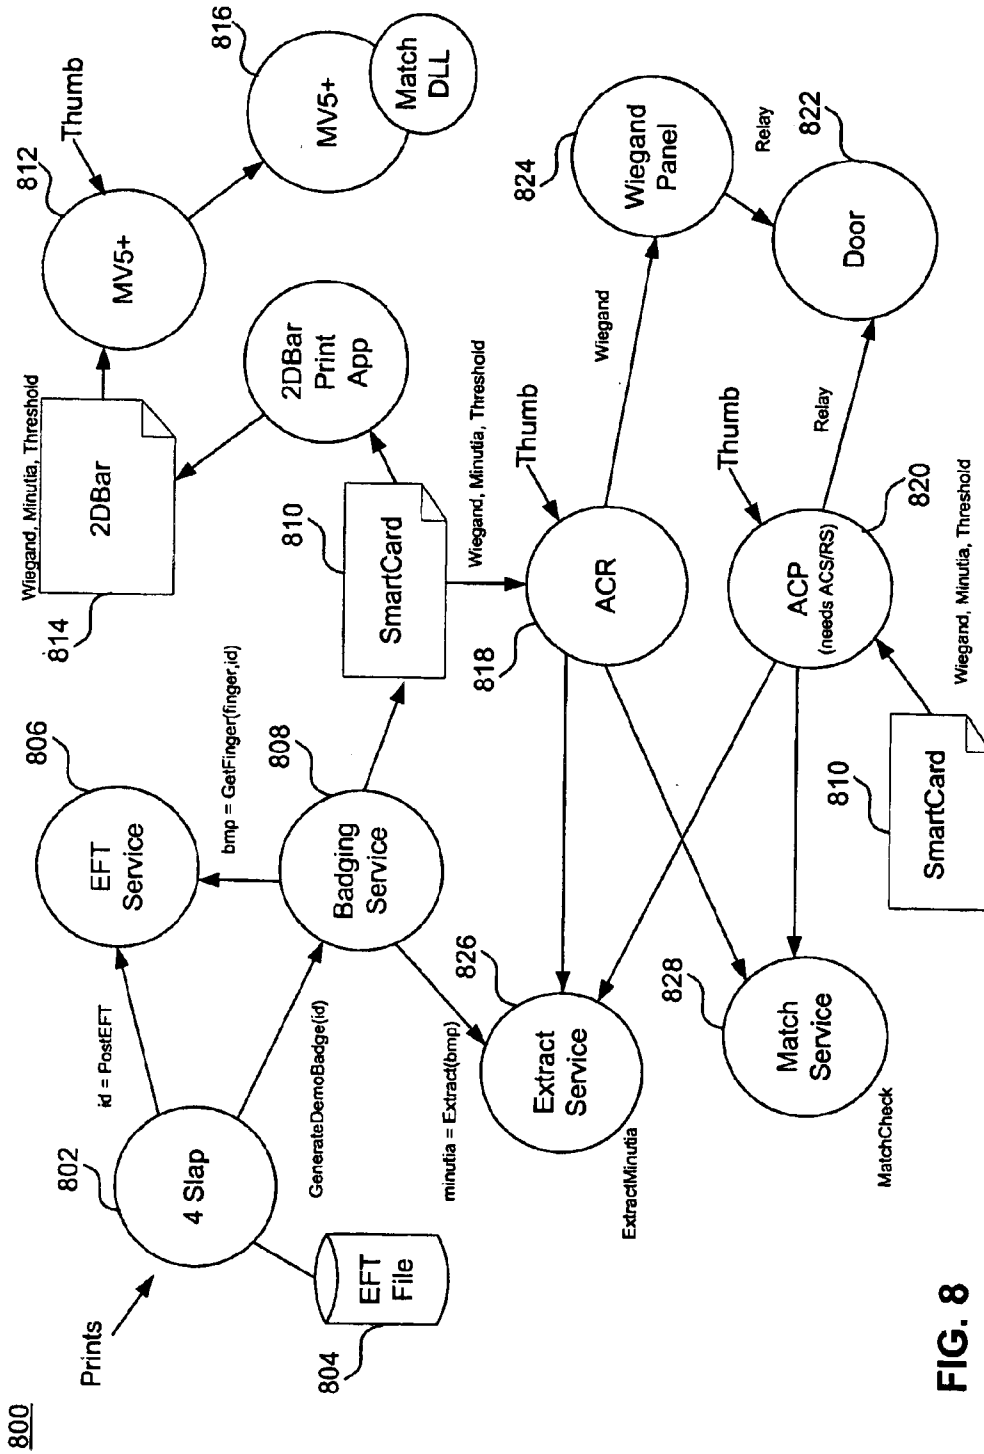 800
Prints
802
4 Slap
804
EFT
File
id = PostEFT
GenerateDemoBadge(id)
806
EFT
Service
bmp = GetFinger(finger,id)
808
Badging
Service
minutia = Extract(bmp)
814
Wiegand, Minutia, Threshold
2DBar
812
MV5+
Thumb
816
MV5+
Match
DLL
2DBar
Print
App
810
SmartCard
Wiegand, Minutia, Threshold
826
Extract
Service
ExtractMinutia
818
ACR
Thumb
Wiegand
824
Wiegand
Panel
Relay
822
Door
828
Match
Service
MatchCheck
820
ACP
(needs ACS/RS)
Thumb
Relay
810
SmartCard
Wiegand, Minutia, Threshold
FIG. 8